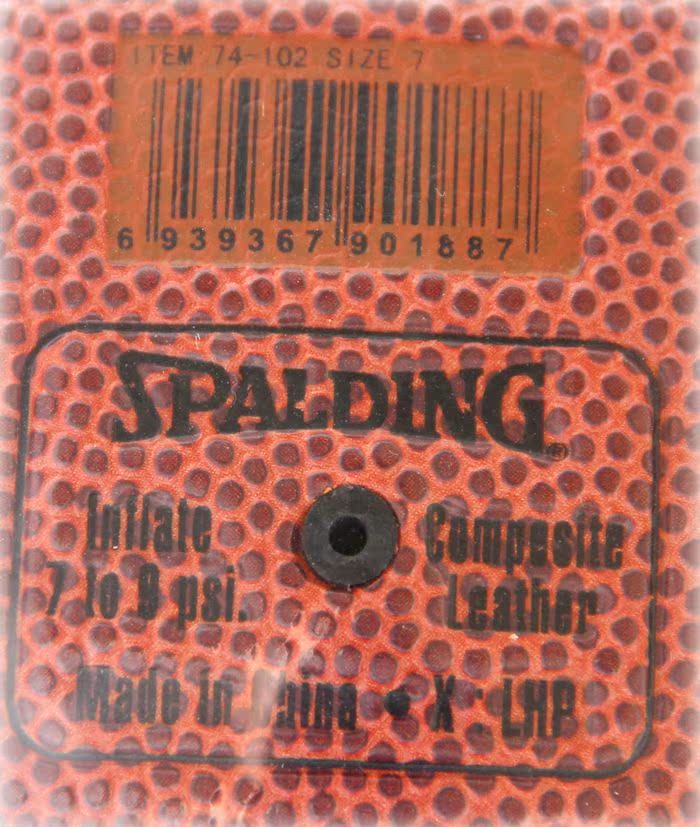 ITEM 74-102 SIZE 7
6 939367 901887
SPALDING®
Inflate
7 to 9 psi.
Composite
Leather
Made in China • X : LHP